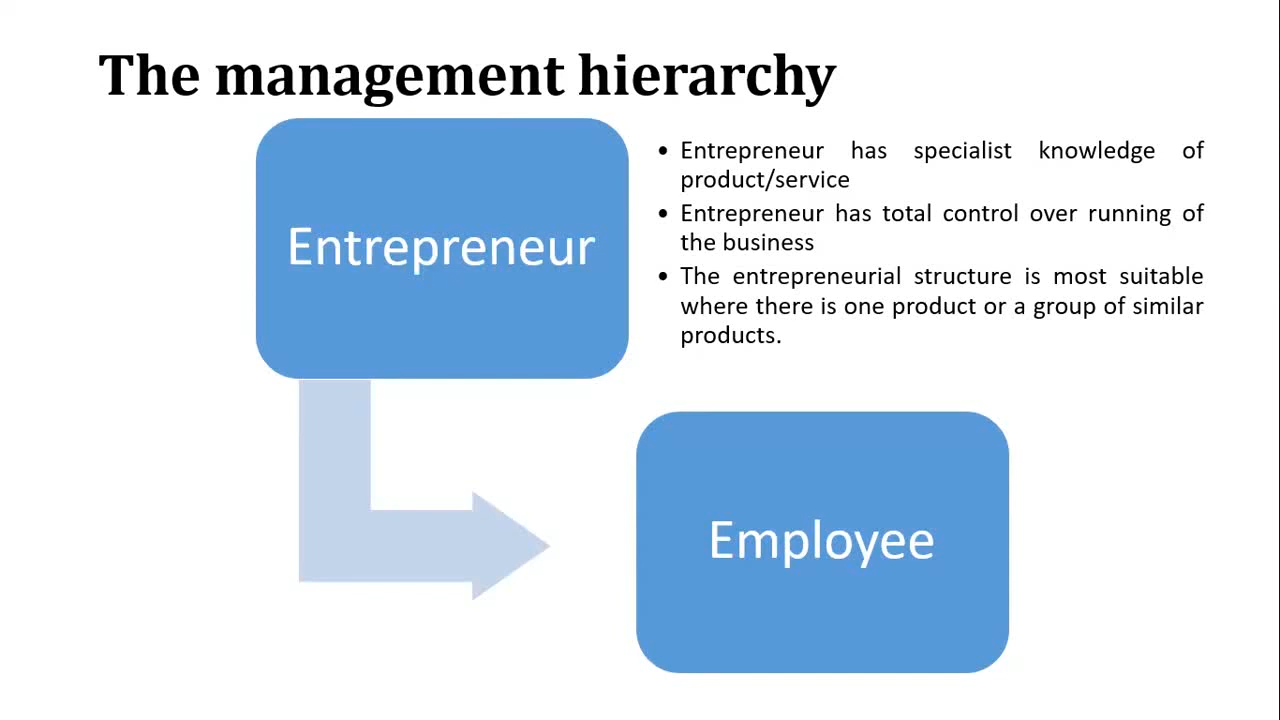 The management hierarchy
Entrepreneur
• Entrepreneur has specialist knowledge of
product/service
• Entrepreneur has total control over running of
the business
• The entrepreneurial structure is most suitable
where there is one product or a group of similar
products.
Employee